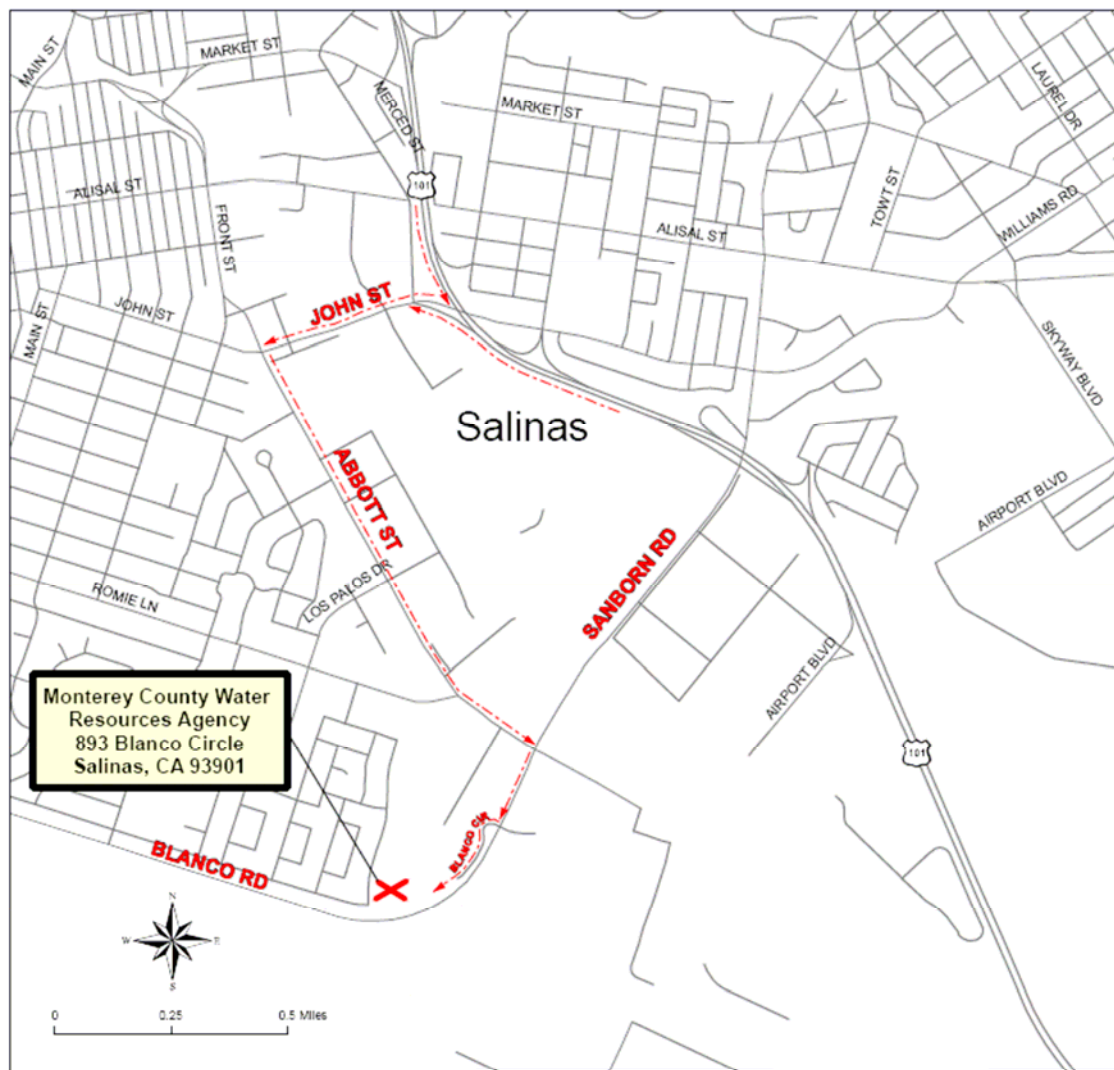 MAIN ST
MARKET ST
MERCED ST
MARKET ST
LAUREL DR
101
ALISAL ST
FRONT ST
TOWT ST
WILLIAMS RD
ALISAL ST
JOHN ST
JOHN ST
MAIN ST
SKYWAY BLVD
Salinas
ABBOTT ST
AIRPORT BLVD
SANBORN RD
LOS PALOS DR
ROMIE LN
AIRPORT BLVD
Monterey County Water
Resources Agency
893 Blanco Circle
Salinas, CA 93901
101
BLANCO CIR
BLANCO RD
N
W
E
S
0
0.25
0.5 Miles